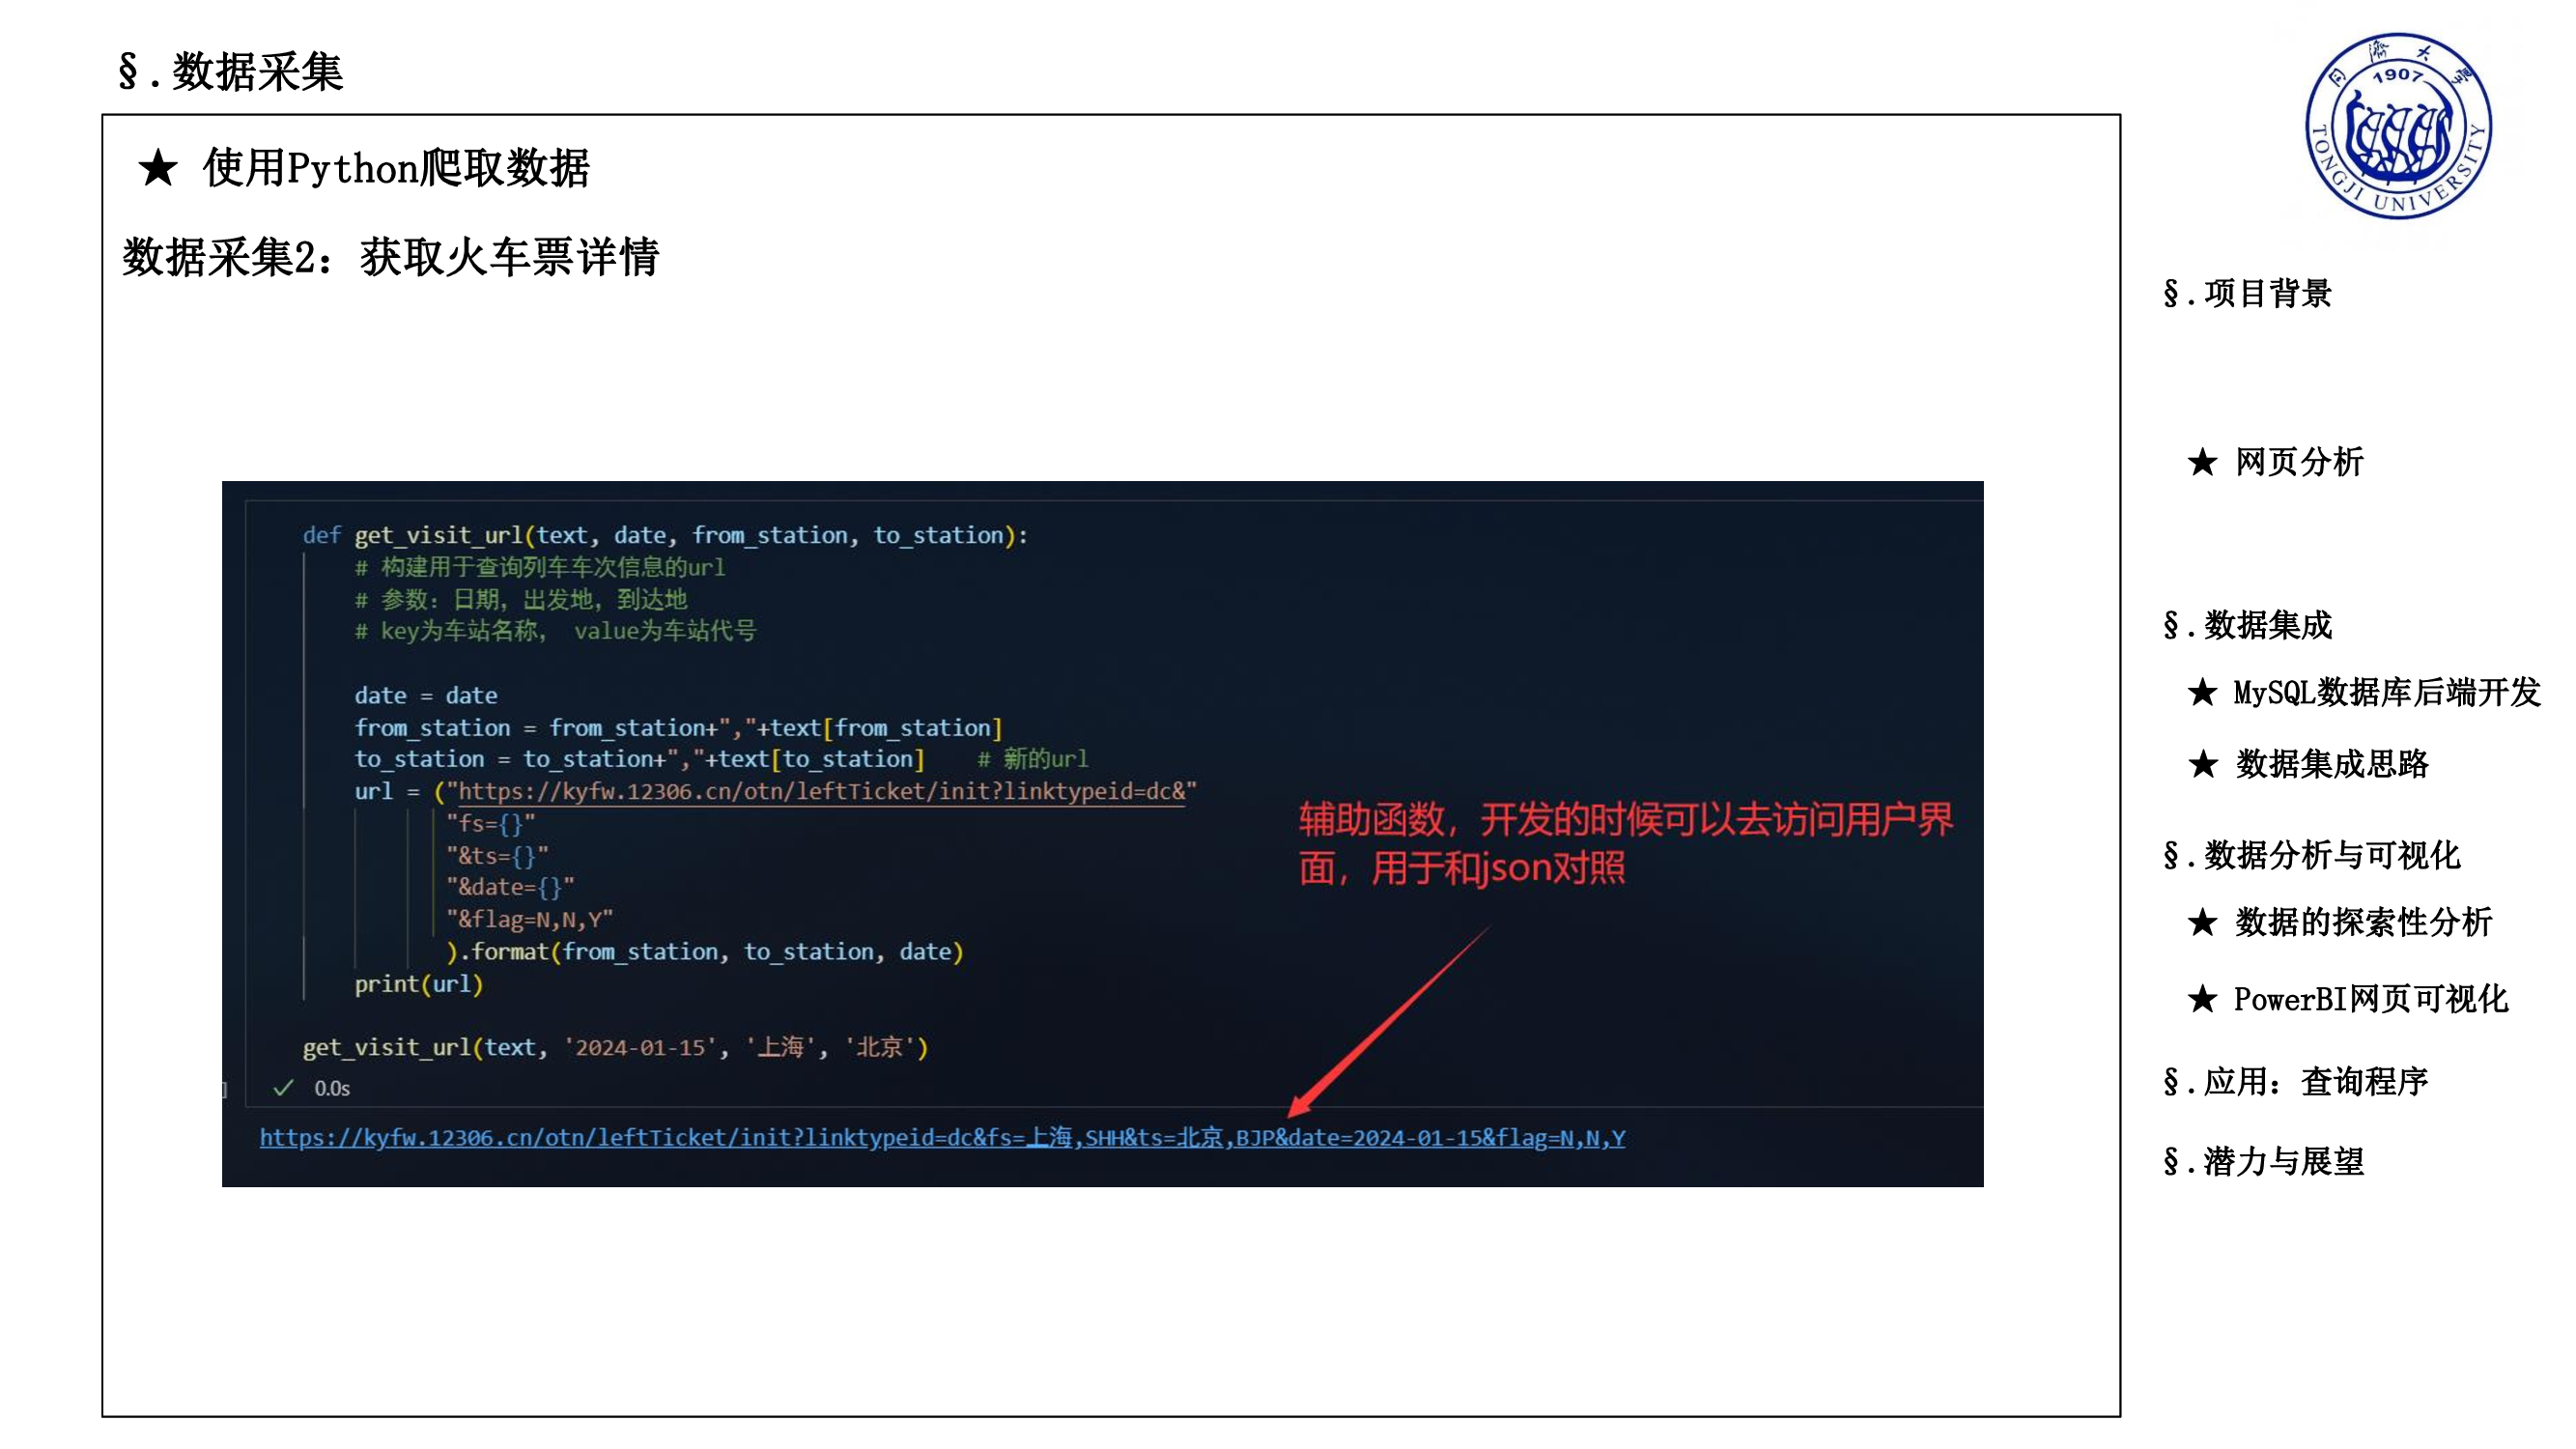 §.数据采集
★ 使用Python爬取数据
数据采集2：获取火车票详情
def get_visit_url(text, date, from_station, to_station):
# 构建用于查询列车车次信息的url
# 参数：日期，出发地，到达地
# key为车站名称， value为车站代号
date = date
from_station = from_station+","+text[from_station]
to_station = to_station+","+text[to_station]    # 新的url
url = ("https://kyfw.12306.cn/otn/leftTicket/init?linktypeid=dc&"
"fs={}"
"&ts={}"
"&date={}"
"&flag=N,N,Y"
).format(from_station, to_station, date)
print(url)
get_visit_url(text, '2024-01-15', '上海', '北京')
✓ 0.0s
https://kyfw.12306.cn/otn/leftTicket/init?linktypeid=dc&fs=上海,SHH&ts=北京,BJP&date=2024-01-15&flag=N,N,Y
辅助函数，开发的时候可以去访问用户界
面，用于和json对照
同濟大學
1907
TONGJI UNIVERSITY
§.项目背景
★ 网页分析
§.数据集成
★ MySQL数据库后端开发
★ 数据集成思路
§.数据分析与可视化
★ 数据的探索性分析
★ PowerBI网页可视化
§.应用：查询程序
§.潜力与展望